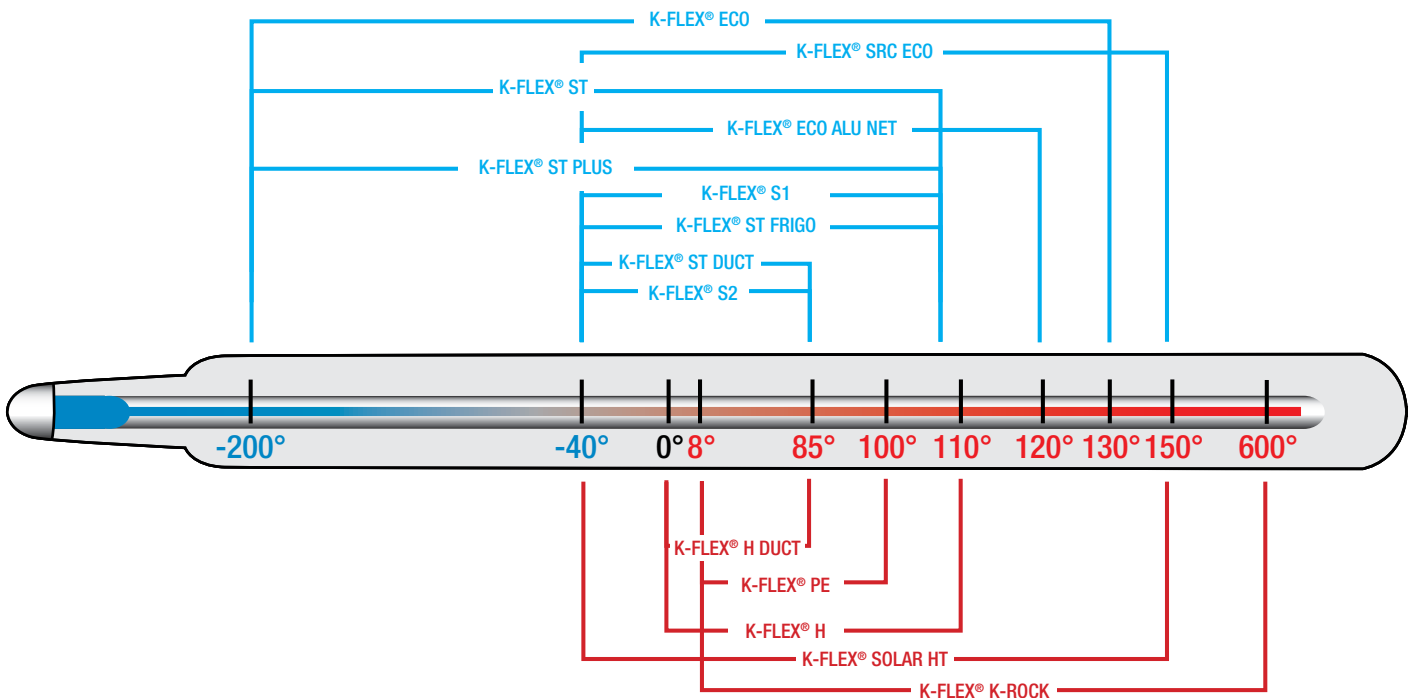 K-FLEX® ECO
K-FLEX® SRC ECO
K-FLEX® ST
K-FLEX® ECO ALU NET
K-FLEX® ST PLUS
K-FLEX® S1
K-FLEX® ST FRIGO
K-FLEX® ST DUCT
K-FLEX® S2
-200° -40° 0° 8° 85° 100° 110° 120° 130° 150° 600°
K-FLEX® H DUCT
K-FLEX® PE
K-FLEX® H
K-FLEX® SOLAR HT
K-FLEX® K-ROCK